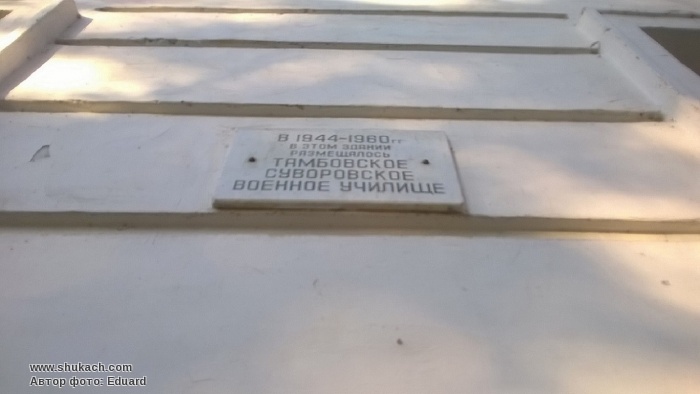 В 1944-1960 гг
В ЭТОМ ЗДАНИИ
РАЗМЕЩАЛОСЬ
ТАМБОВСКОЕ
СУВОРОВСКОЕ
ВОЕННОЕ УЧИЛИЩЕ
www.shukach.com
Автор фото: Eduard